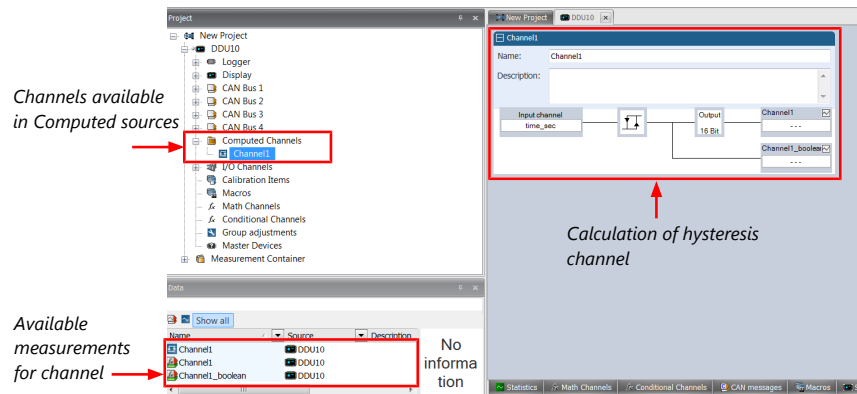 Project
New Project
DDU10
Logger
Display
CAN Bus 1
CAN Bus 2
CAN Bus 3
CAN Bus 4
Computed Channels
Channel1
I/O Channels
Calibration Items
Macros
Math Channels
Conditional Channels
Group adjustments
Master Devices
Measurement Container
Channels available
in Computed sources
Data
Show all
Name Source Description
Channel1 DDU10
Channel1 DDU10
Channel1_boolean DDU10
No
informa
tion
Available
measurements
for channel
New Project DDU10
Channel1
Name: Channel1
Description:
Input channel
time_sec
Output
16 Bit
Channel1
---
Channel1_boolean
---
Calculation of hysteresis
channel
Statistics Math Channels Conditional Channels CAN messages Macros S